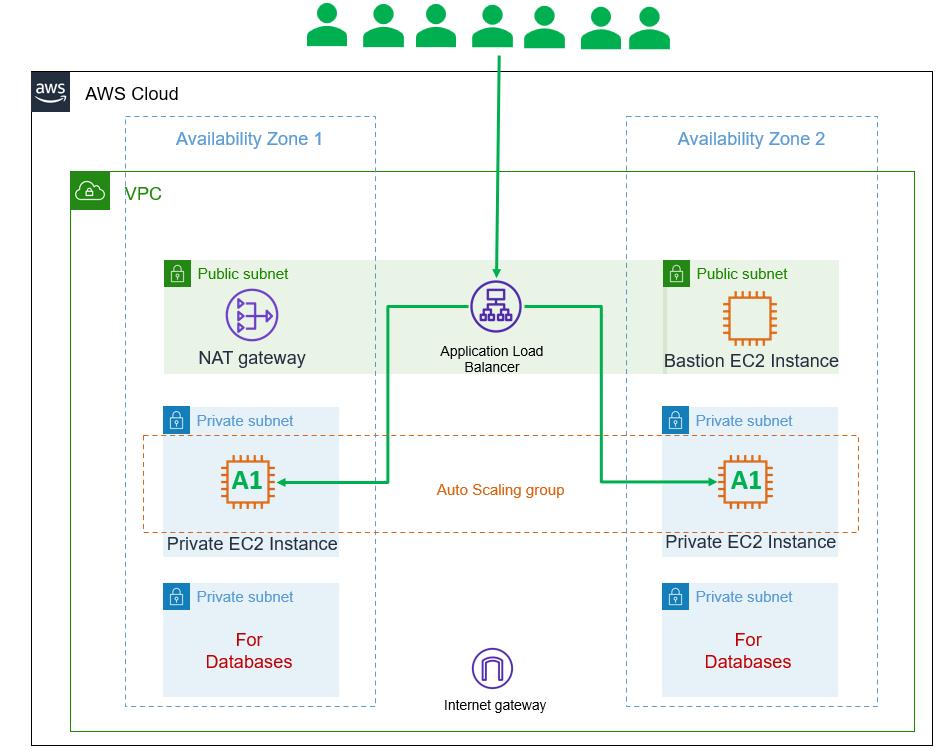 aws
AWS Cloud
Availability Zone 1
Availability Zone 2
VPC
Public subnet
Public subnet
NAT gateway
Application Load
Balancer
Bastion EC2 Instance
Private subnet
Private subnet
A1
A1
Auto Scaling group
Private EC2 Instance
Private EC2 Instance
Private subnet
Private subnet
For
Databases
For
Databases
Internet gateway